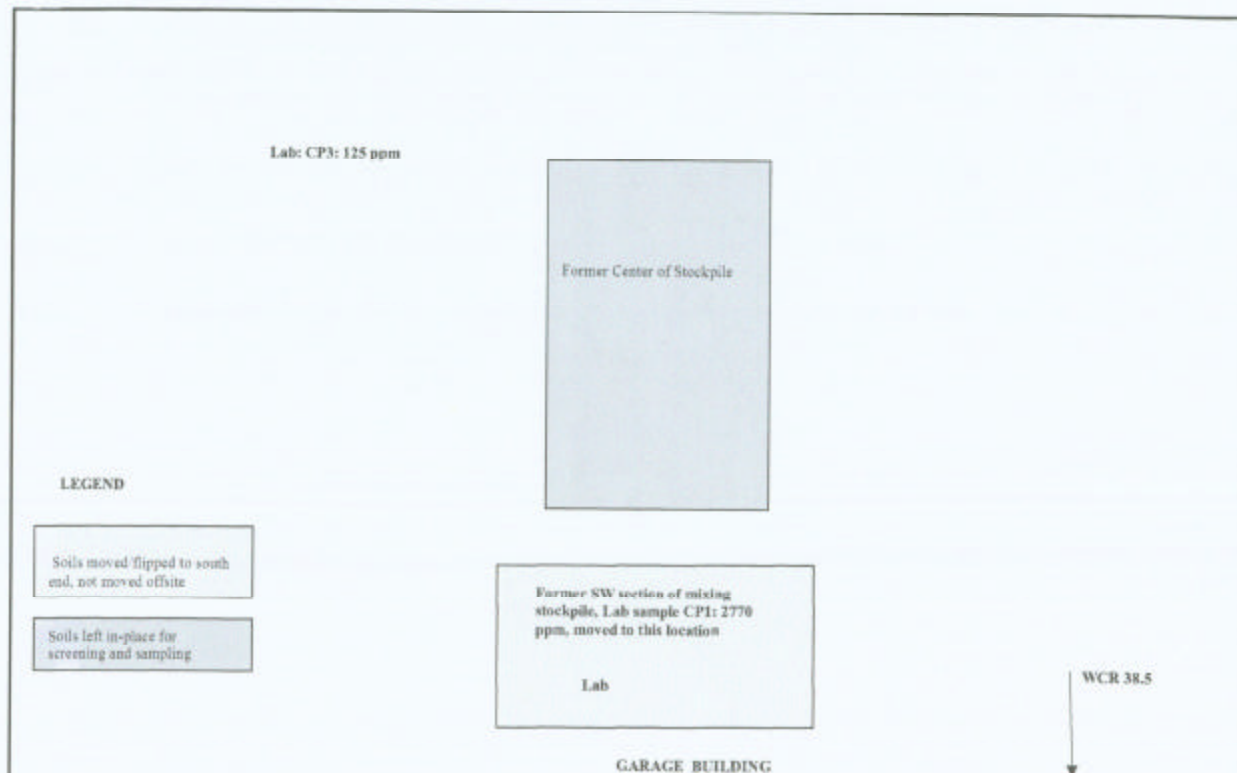 Lab: CP3: 125 ppm
Former Center of Stockpile
LEGEND
Soils moved/flipped to south
end, not moved offsite
Soils left in-place for
screening and sampling
Former SW section of mixing
stockpile, Lab sample CP1: 2770
ppm, moved to this location
Lab
WCR 38.5
GARAGE BUILDING